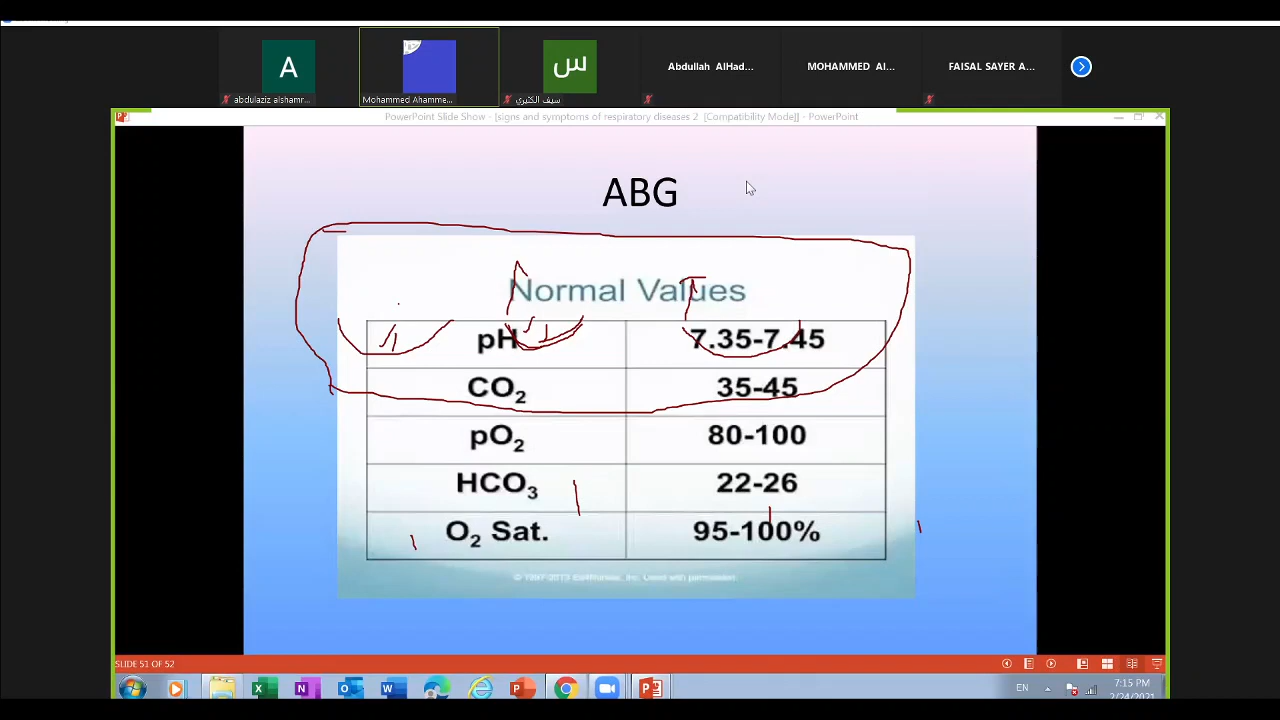 A
س
Abdullah AlHad...
MOHAMMED Al...
FAISAL SAYER A...
abdulaziz alshamr...
Mohammed Ahamme...
سيف الكثيري
PowerPoint Slide Show - [signs and symptoms of respiratory diseases 2 [Compatibility Mode]] - PowerPoint
ABG
Normal Values
pH 7.35-7.45
CO₂ 35-45
pO₂ 80-100
HCO₃ 22-26
O₂ Sat. 95-100%
SLIDE 51 OF 52
EN
7:15 PM
2/24/2021